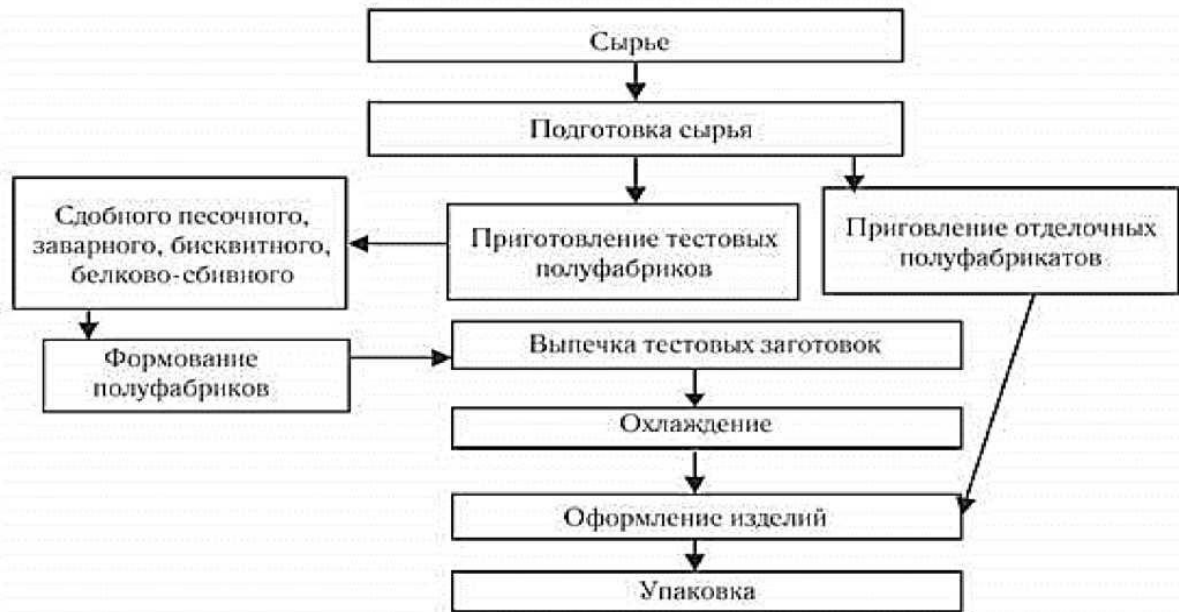 Сырье
Подготовка сырья
Сдобного песочного,
заварного, бисквитного,
белково-сбивного
Приготовление тестовых
полуфабриков
Приговление отделочных
полуфабрикатов
Формование
полуфабриков
Выпечка тестовых заготовок
Охлаждение
Оформление изделий
Упаковка